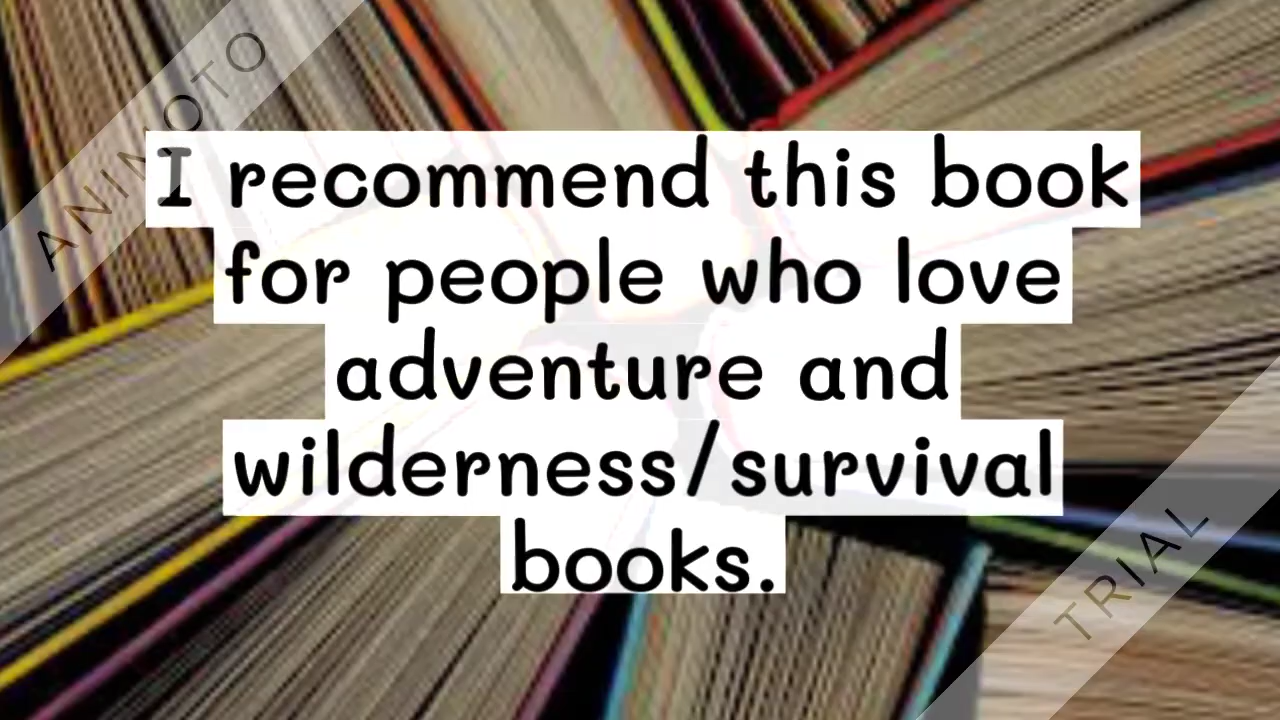 ANIMOTO
I recommend this book
for people who love
adventure and
wilderness/survival
books.
TRIAL